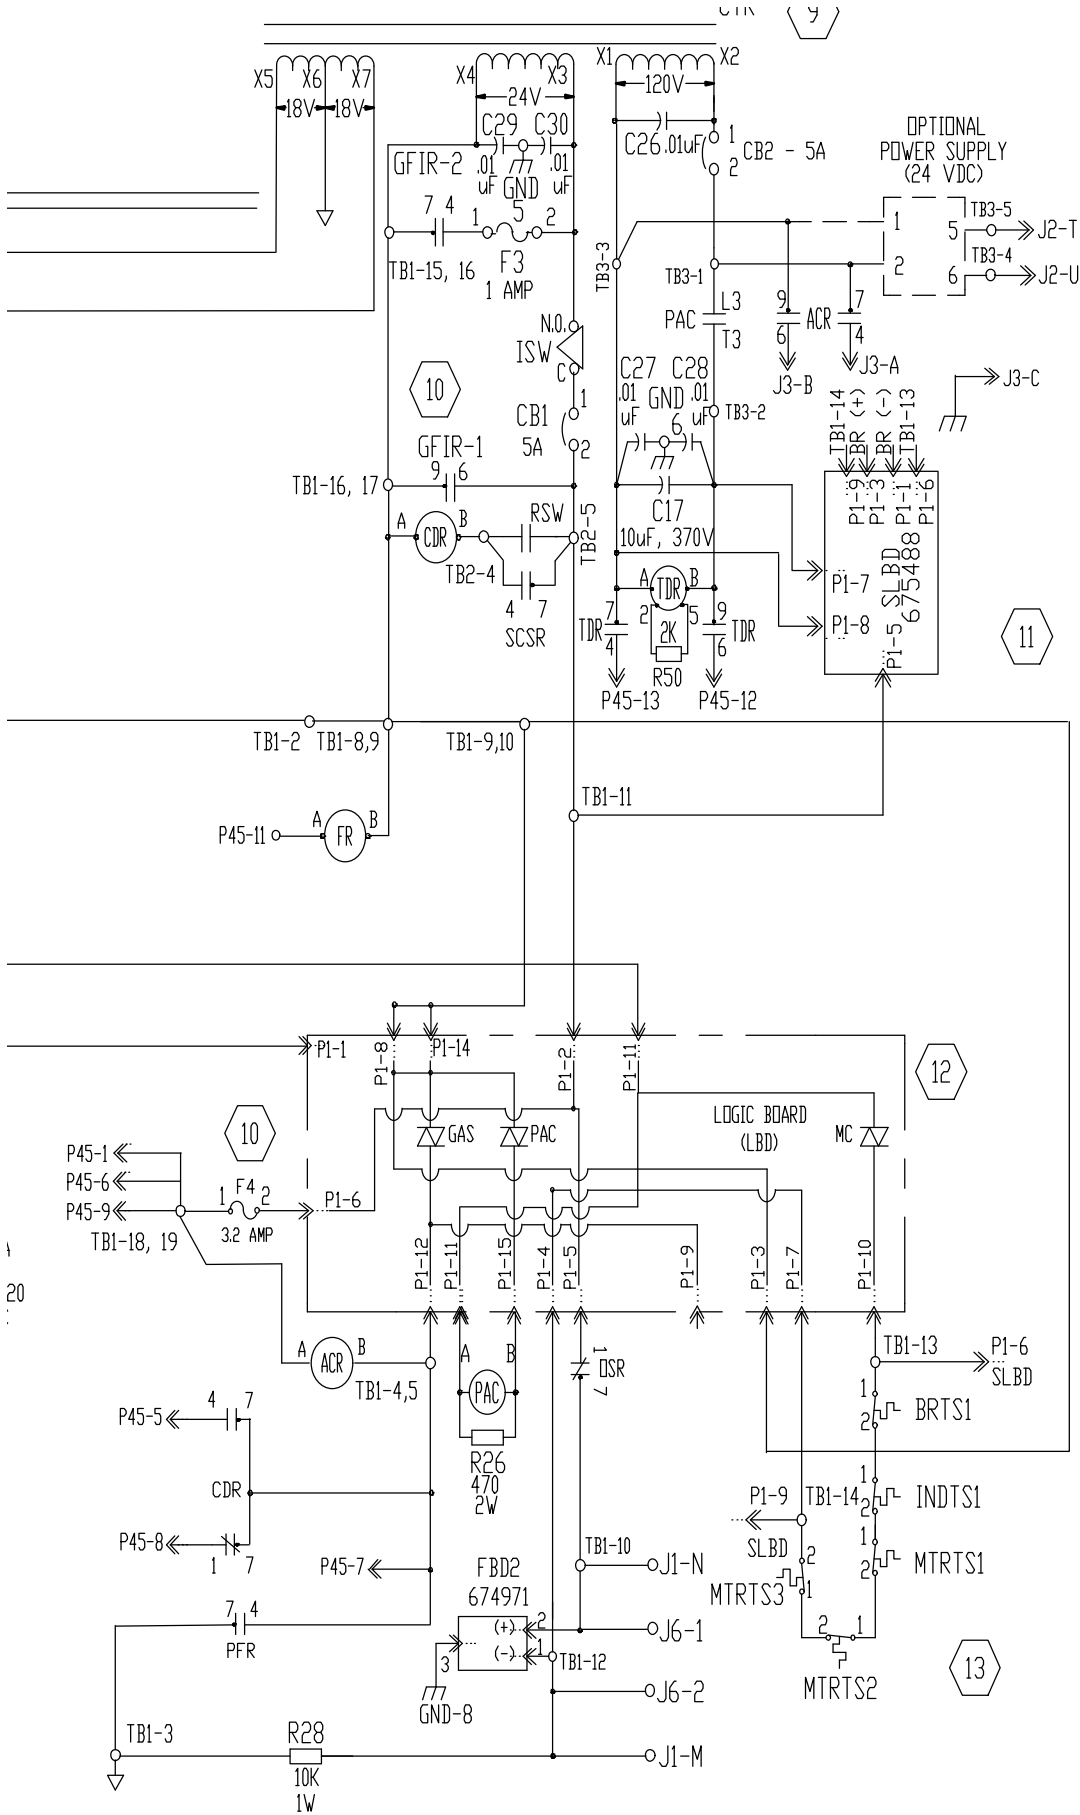 9
X5
X6
X7
18V
18V
X4
X3
24V
X1
X2
120V
C29
C30
.01
uF
GND
.01
uF
GFIR-2
7
4
TB1-15, 16
1
5
2
F3
1 AMP
C26
.01uF
1
2
CB2 - 5A
OPTIONAL
POWER SUPPLY
(24 VDC)
1
2
5
6
TB3-5
TB3-4
J2-T
J2-U
TB3-3
TB3-1
L3
PAC
T3
9
6
ACR
7
4
J3-B
J3-A
J3-C
N.O.
ISW
C
10
CB1
5A
1
2
C27
.01
uF
GND
6
C28
.01
uF
TB3-2
GFIR-1
9
6
TB1-16, 17
A
CDR
B
TB2-4
RSW
4
7
SCSR
TB2-5
C17
10uF, 370V
A
TDR
B
2
5
2K
R50
7
TDR
4
9
TDR
6
P45-13
P45-12
TB1-14
BR (+)
BR (-)
TB1-13
P1-9
P1-3
P1-1
P1-6
P1-7
P1-8
P1-5
SLBD
675488
11
TB1-2
TB1-8,9
TB1-9,10
TB1-11
P45-11
A
FR
B
P1-1
P1-8
P1-14
P1-2
P1-11
12
LOGIC BOARD
(LBD)
GAS
PAC
MC
10
P45-1
P45-6
P45-9
TB1-18, 19
1
F4
2
3.2 AMP
P1-6
P1-12
P1-11
P1-15
P1-4
P1-5
P1-9
P1-3
P1-7
P1-10
20
A
ACR
B
TB1-4,5
A
PAC
B
R26
470
2W
1
OSR
7
TB1-13
P1-6
SLBD
1
2
BRTS1
P45-5
4
7
CDR
P45-8
1
7
P45-7
P1-9
SLBD
TB1-14
1
2
INDTS1
1
2
MTRTS1
MTRTS3
2
1
2
1
MTRTS2
13
TB1-10
J1-N
FBD2
674971
(+)
2
(-)
1
3
GND-8
TB1-12
J6-1
J6-2
J1-M
7
4
PFR
TB1-3
R28
10K
1W